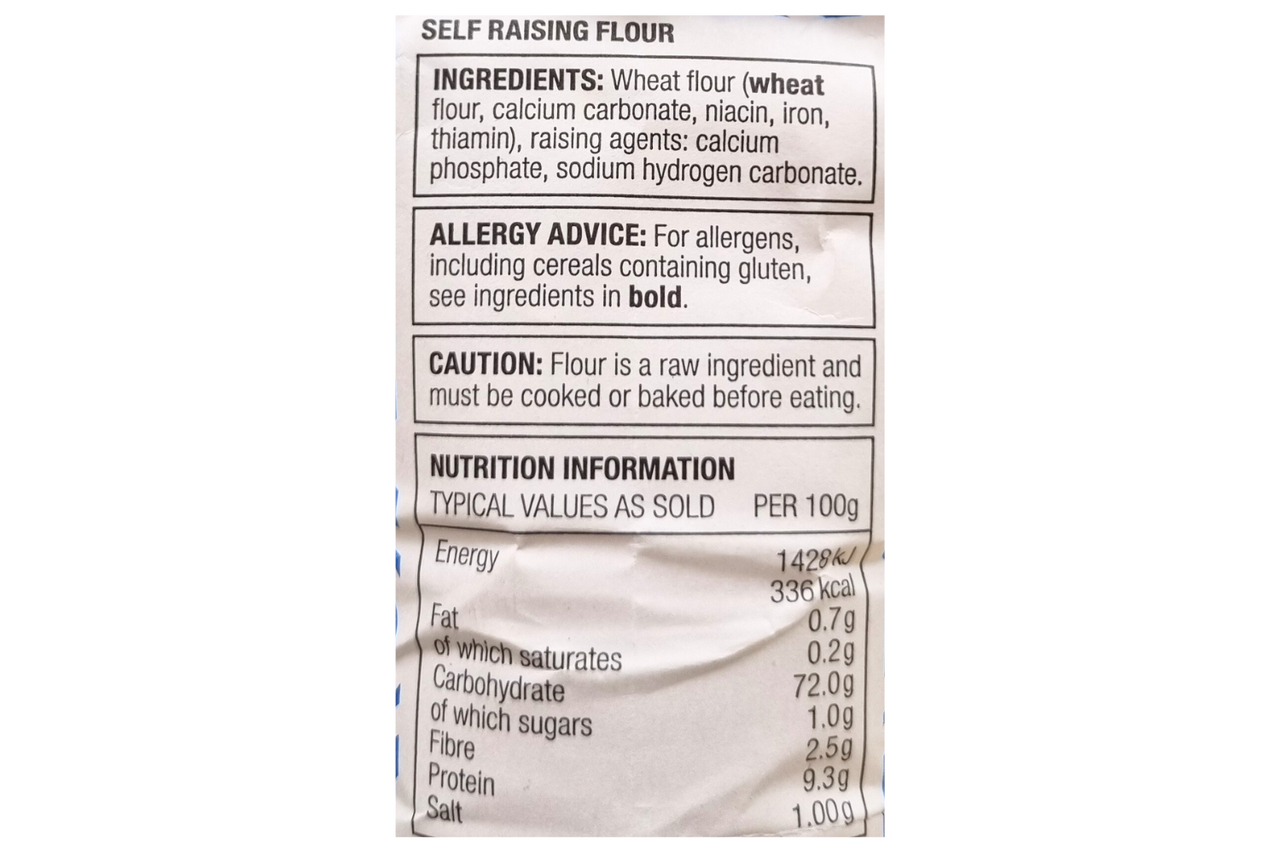 SELF RAISING FLOUR
INGREDIENTS: Wheat flour (wheat
flour, calcium carbonate, niacin, iron,
thiamin), raising agents: calcium
phosphate, sodium hydrogen carbonate.
ALLERGY ADVICE: For allergens,
including cereals containing gluten,
see ingredients in bold.
CAUTION: Flour is a raw ingredient and
must be cooked or baked before eating.
NUTRITION INFORMATION
TYPICAL VALUES AS SOLD PER 100g
Energy 1428kJ
336 kcal
Fat 0.7g
of which saturates 0.2g
Carbohydrate 72.0g
of which sugars 1.0g
Fibre 2.5g
Protein 9.3g
Salt 1.00g